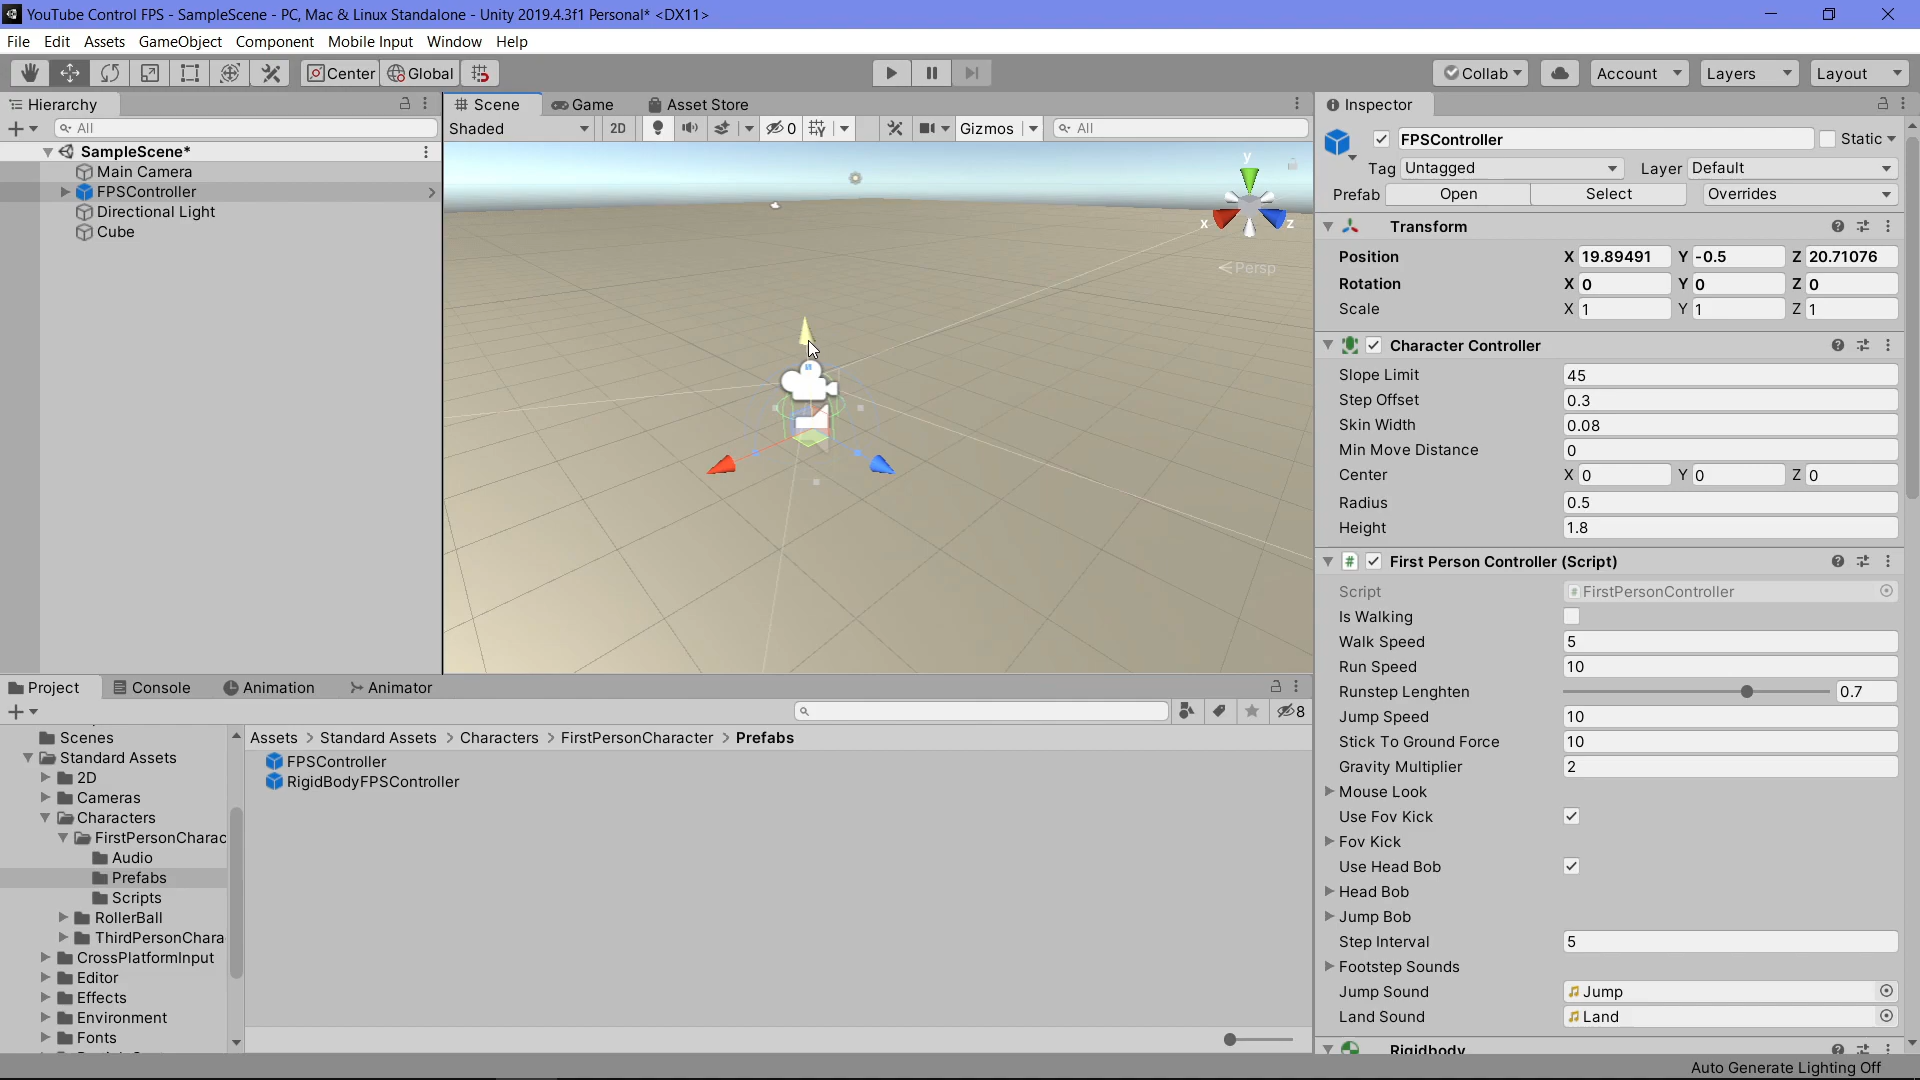 YouTube Control FPS - SampleScene - PC, Mac & Linux Standalone - Unity 2019.4.3f1 Personal* <DX11>
File Edit Assets GameObject Component Mobile Input Window Help
Center Global Collab Account Layers Layout
Hierarchy
All
SampleScene*
Main Camera
FPSController
Directional Light
Cube
Scene Game Asset Store
Shaded 2D 0 Gizmos All
y
x z
Persp
Inspector
FPSController Static
Tag Untagged Layer Default
Prefab Open Select Overrides
Transform
Position X 19.89491 Y -0.5 Z 20.71076
Rotation X 0 Y 0 Z 0
Scale X 1 Y 1 Z 1
Character Controller
Slope Limit 45
Step Offset 0.3
Skin Width 0.08
Min Move Distance 0
Center X 0 Y 0 Z 0
Radius 0.5
Height 1.8
First Person Controller (Script)
Script FirstPersonController
Is Walking
Walk Speed 5
Run Speed 10
Runstep Lenghten 0.7
Jump Speed 10
Stick To Ground Force 10
Gravity Multiplier 2
Mouse Look
Use Fov Kick
Fov Kick
Use Head Bob
Head Bob
Jump Bob
Step Interval 5
Footstep Sounds
Jump Sound Jump
Land Sound Land
Rigidbody
Project Console Animation Animator
8
Scenes
Standard Assets
2D
Cameras
Characters
FirstPersonCharac
Audio
Prefabs
Scripts
RollerBall
ThirdPersonChara
CrossPlatformInput
Editor
Effects
Environment
Fonts
Assets > Standard Assets > Characters > FirstPersonCharacter > Prefabs
FPSController
RigidBodyFPSController
Auto Generate Lighting Off